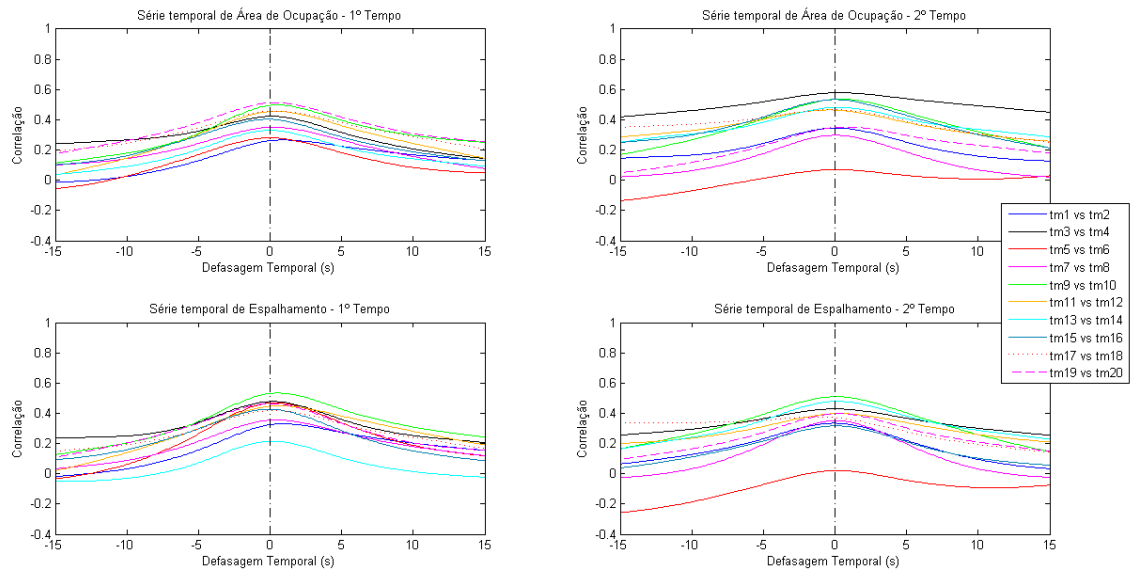 Série temporal de Área de Ocupação - 1º Tempo
1
0.8
0.6
0.4
0.2
0
-0.2
-0.4
Correlação
-15
-10
-5
0
5
10
15
Defasagem Temporal (s)
Série temporal de Área de Ocupação - 2º Tempo
1
0.8
0.6
0.4
0.2
0
-0.2
-0.4
Correlação
-15
-10
-5
0
5
10
15
Defasagem Temporal (s)
tm1 vs tm2
tm3 vs tm4
tm5 vs tm6
tm7 vs tm8
tm9 vs tm10
tm11 vs tm12
tm13 vs tm14
tm15 vs tm16
tm17 vs tm18
tm19 vs tm20
Série temporal de Espalhamento - 1º Tempo
1
0.8
0.6
0.4
0.2
0
-0.2
-0.4
Correlação
-15
-10
-5
0
5
10
15
Defasagem Temporal (s)
Série temporal de Espalhamento - 2º Tempo
1
0.8
0.6
0.4
0.2
0
-0.2
-0.4
Correlação
-15
-10
-5
0
5
10
15
Defasagem Temporal (s)